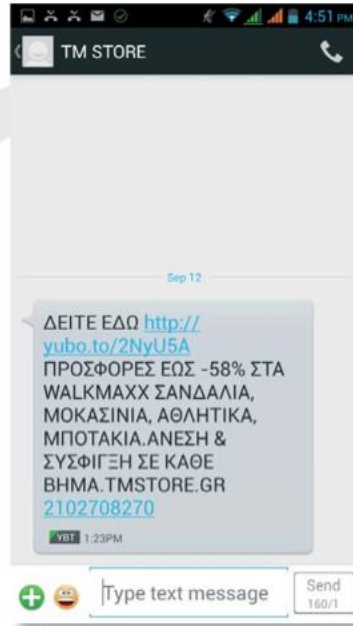 4:51 PM
TM STORE
Sep 12
ΔΕΙΤΕ ΕΔΩ http://
yubo.to/2NyU5A
ΠΡΟΣΦΟΡΕΣ ΕΩΣ -58% ΣΤΑ
WALKMAXX ΣΑΝΔΑΛΙΑ,
ΜΟΚΑΣΙΝΙΑ, ΑΘΛΗΤΙΚΑ,
ΜΠΟΤΑΚΙΑ.ΑΝΕΣΗ &
ΣΥΣΦΙΓΞΗ ΣΕ ΚΑΘΕ
ΒΗΜΑ.TMSTORE.GR
2102708270
YBT 1:23PM
Type text message
Send
160/1